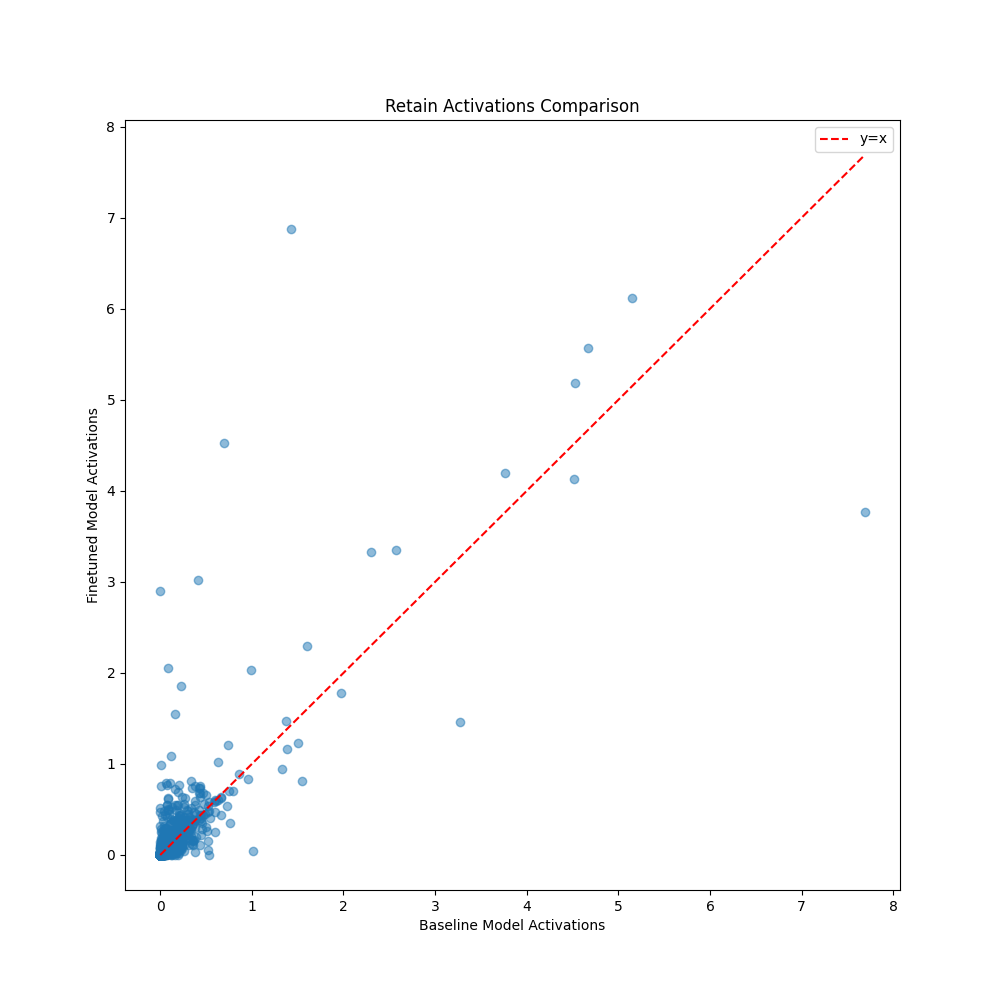 Retain Activations Comparison
y=x
8
7
6
5
4
3
2
1
0
Finetuned Model Activations
0 1 2 3 4 5 6 7 8
Baseline Model Activations